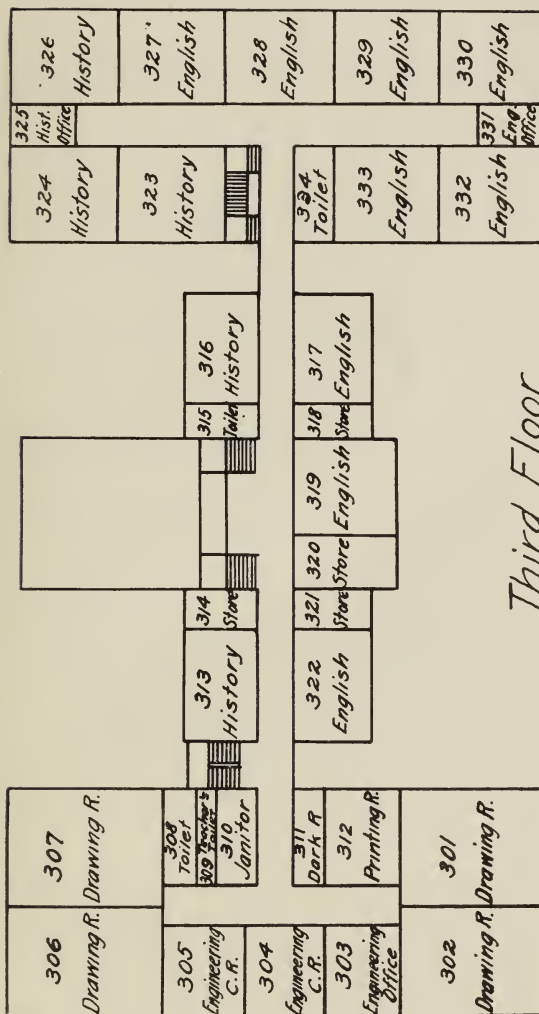 326
History
327
English
328
English
329
English
330
English
325
Hist.
Office
331
Eng.
Office
324
History
323
History
334
Toilet
333
English
332
English
316
History
317
English
315
Toilet
318
Store
319
English
320
Store
314
Store
321
Store
313
History
322
English
Third Floor
307
Drawing R.
308
Toilet
309 Teacher's
Toilet
310
Janitor
311
Dark R
312
Printing R.
301
Drawing R.
306
Drawing R.
305
Engineering
C.R.
304
Engineering
C.R.
303
Engineering
Office
302
Drawing R.